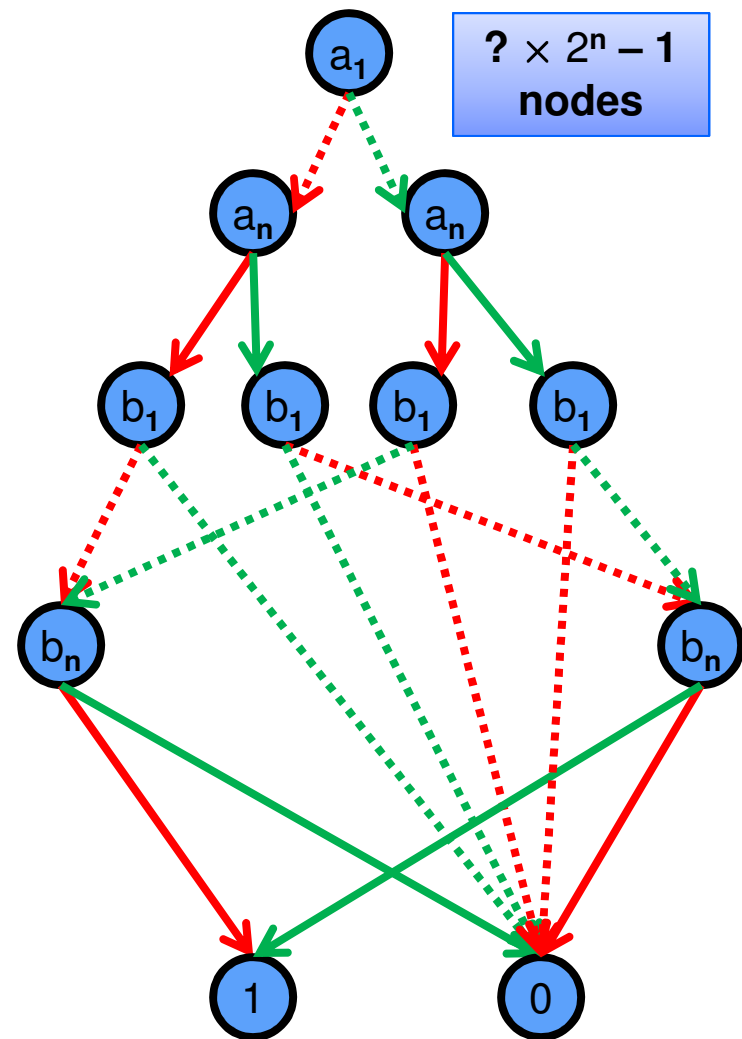 a₁
? × 2ⁿ – 1
nodes
aₙ aₙ
b₁ b₁ b₁ b₁
bₙ bₙ
1 0